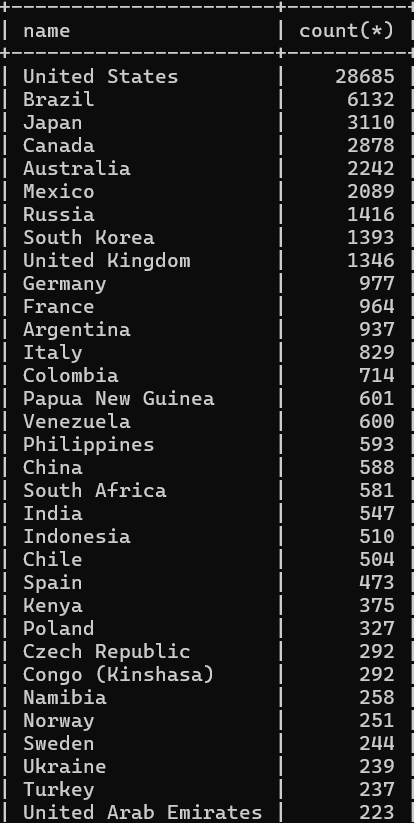 name | count(*)
United States | 28685
Brazil | 6132
Japan | 3110
Canada | 2878
Australia | 2242
Mexico | 2089
Russia | 1416
South Korea | 1393
United Kingdom | 1346
Germany | 977
France | 964
Argentina | 937
Italy | 829
Colombia | 714
Papua New Guinea | 601
Venezuela | 600
Philippines | 593
China | 588
South Africa | 581
India | 547
Indonesia | 510
Chile | 504
Spain | 473
Kenya | 375
Poland | 327
Czech Republic | 292
Congo (Kinshasa) | 292
Namibia | 258
Norway | 251
Sweden | 244
Ukraine | 239
Turkey | 237
United Arab Emirates | 223